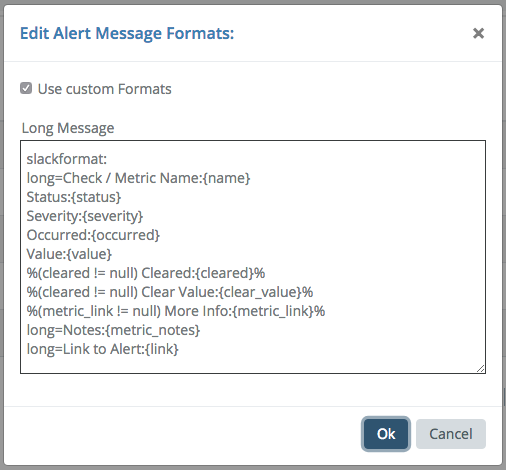 Edit Alert Message Formats:
Use custom Formats
Long Message
slackformat:
long=Check / Metric Name:{name}
Status:{status}
Severity:{severity}
Occurred:{occurred}
Value:{value}
%(cleared != null) Cleared:{cleared}%
%(cleared != null) Clear Value:{clear_value}%
%(metric_link != null) More Info:{metric_link}%
long=Notes:{metric_notes}
long=Link to Alert:{link}
Ok Cancel